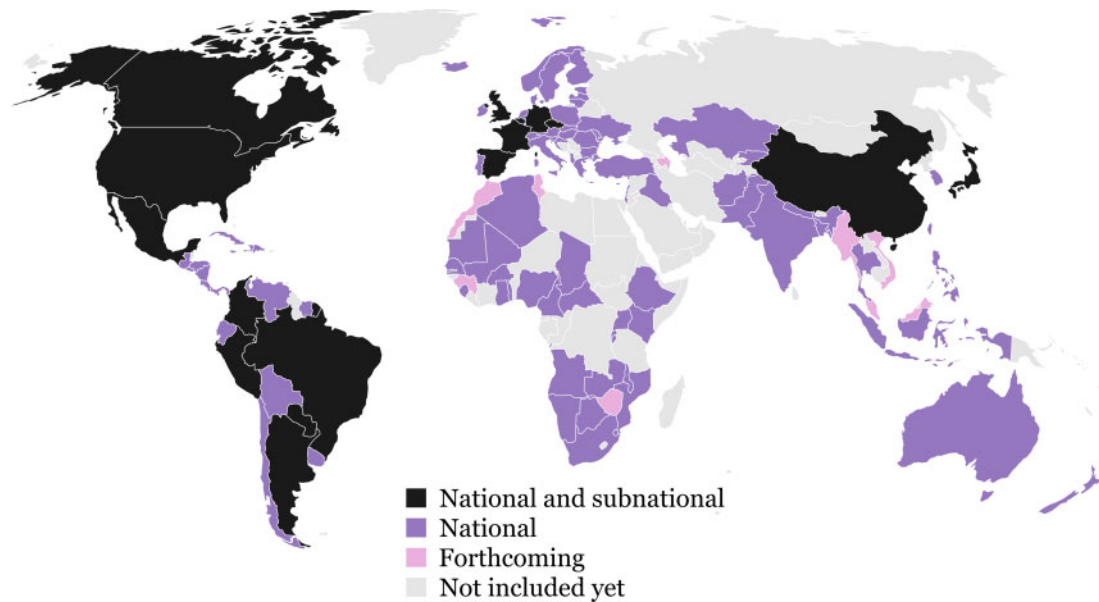 National and subnational
National
Forthcoming
Not included yet